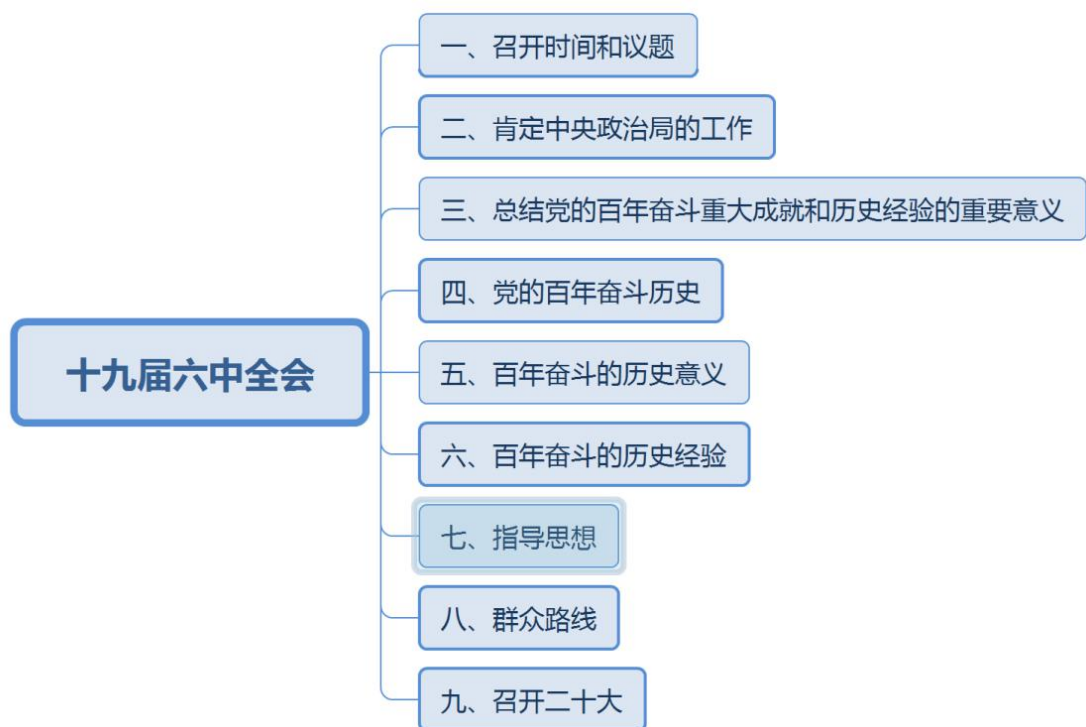 十九届六中全会
一、召开时间和议题
二、肯定中央政治局的工作
三、总结党的百年奋斗重大成就和历史经验的重要意义
四、党的百年奋斗历史
五、百年奋斗的历史意义
六、百年奋斗的历史经验
七、指导思想
八、群众路线
九、召开二十大